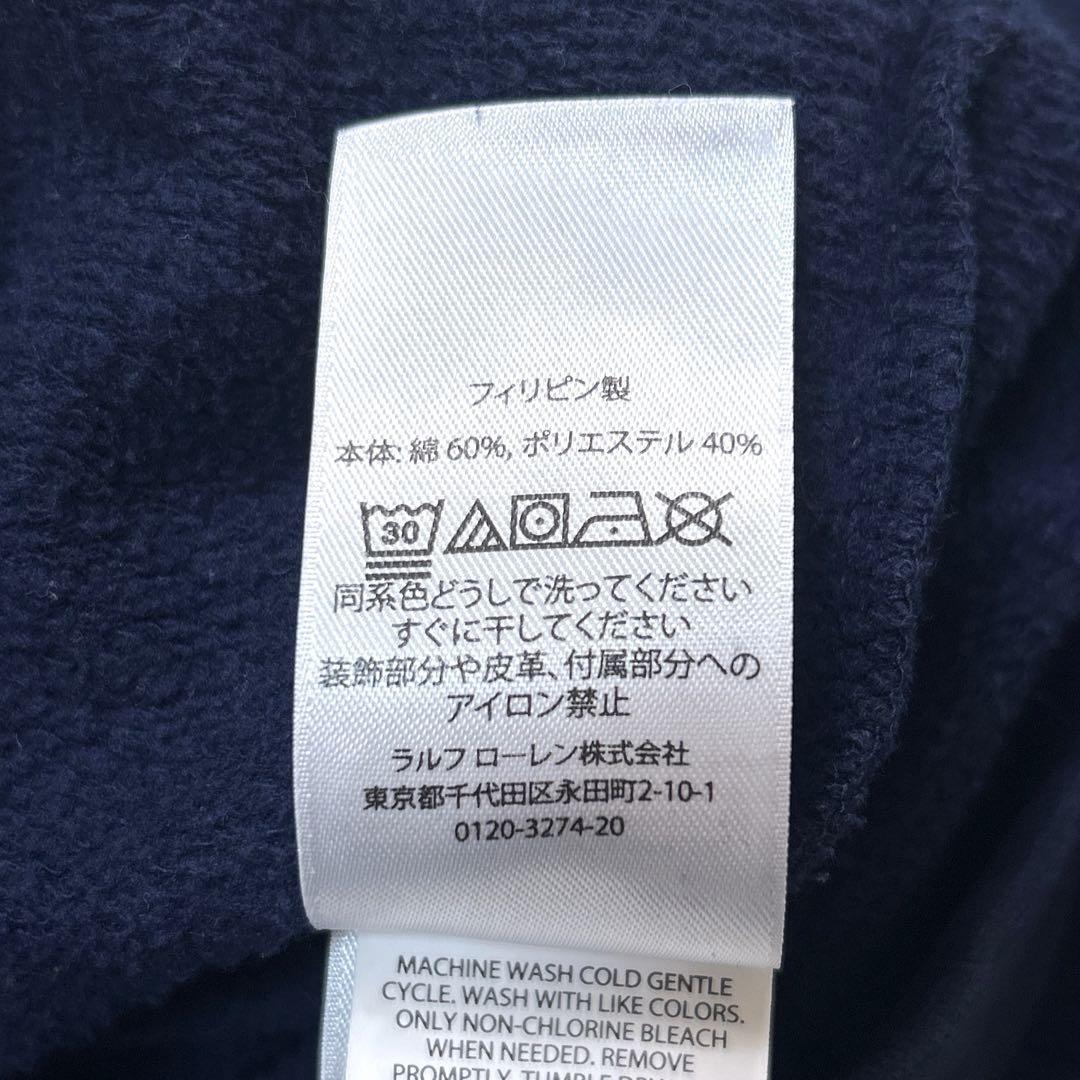 フィリピン製
本体: 綿 60%, ポリエステル 40%
30
同系色どうしで洗ってください
すぐに干してください
装飾部分や皮革、付属部分への
アイロン禁止
ラルフ ローレン株式会社
東京都千代田区永田町2-10-1
0120-3274-20
MACHINE WASH COLD GENTLE
CYCLE. WASH WITH LIKE COLORS.
ONLY NON-CHLORINE BLEACH
WHEN NEEDED. REMOVE
PROMPTLY. TUMBLE